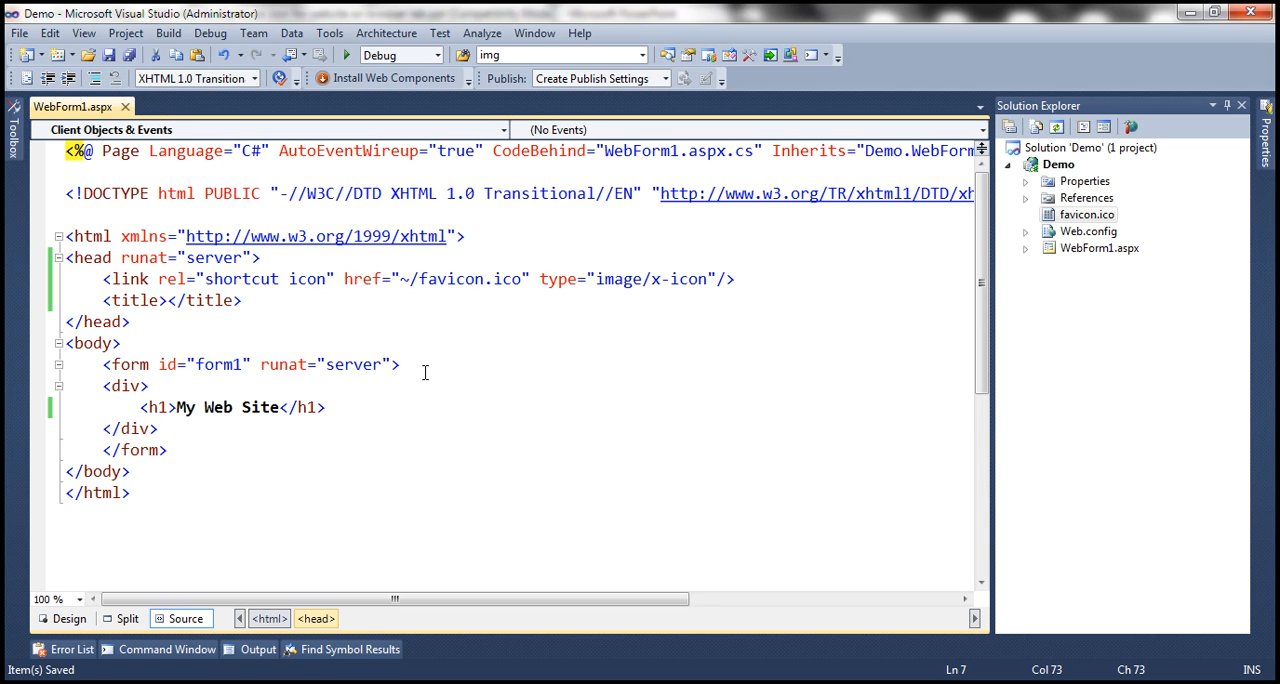 Demo - Microsoft Visual Studio (Administrator)
File Edit View Project Build Debug Team Data Tools Architecture Test Analyze Window Help
Debug img
XHTML 1.0 Transition Install Web Components Publish: Create Publish Settings
WebForm1.aspx
Client Objects & Events (No Events)
Toolbox
<%@ Page Language="C#" AutoEventWireup="true" CodeBehind="WebForm1.aspx.cs" Inherits="Demo.WebForm
<!DOCTYPE html PUBLIC "-//W3C//DTD XHTML 1.0 Transitional//EN" "http://www.w3.org/TR/xhtml1/DTD/xh
<html xmlns="http://www.w3.org/1999/xhtml">
<head runat="server">
<link rel="shortcut icon" href="~/favicon.ico" type="image/x-icon"/>
<title></title>
</head>
<body>
<form id="form1" runat="server">
<div>
<h1>My Web Site</h1>
</div>
</form>
</body>
</html>
100 %
Design Split Source <html> <head>
Solution Explorer
Solution 'Demo' (1 project)
Demo
Properties
References
favicon.ico
Web.config
WebForm1.aspx
Properties
Error List Command Window Output Find Symbol Results
Item(s) Saved Ln 7 Col 73 Ch 73 INS